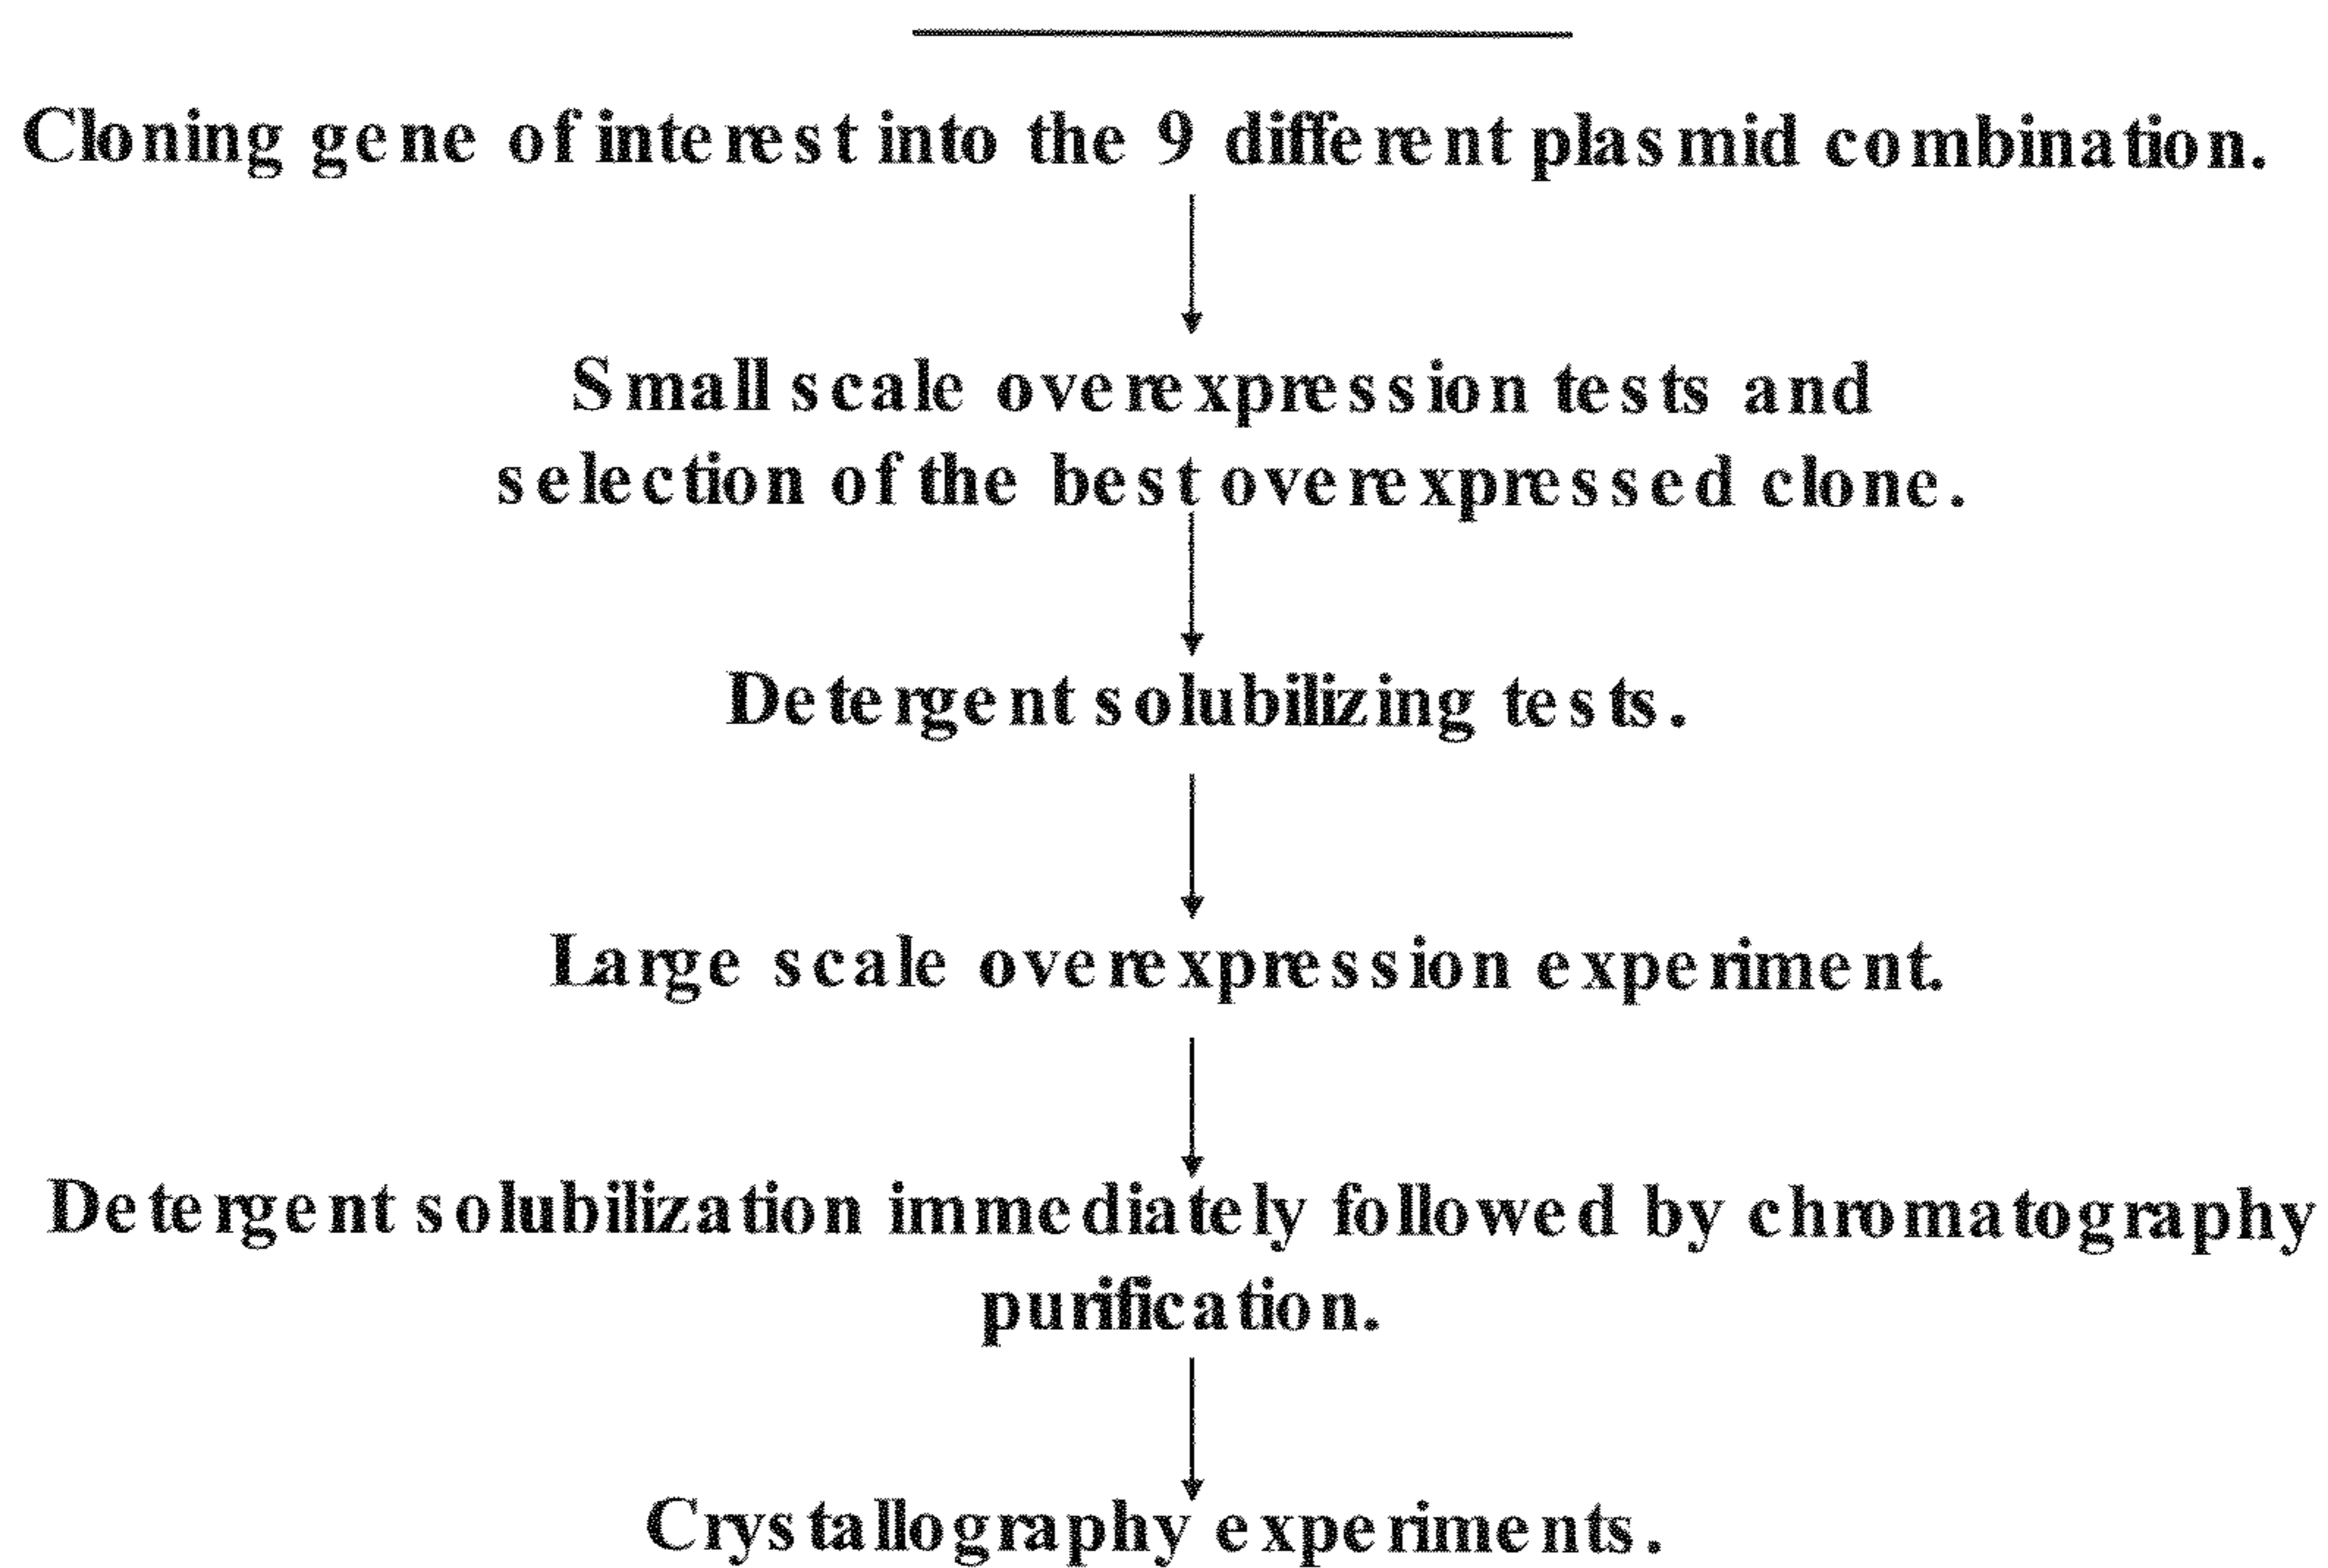 Cloning gene of interest into the 9 different plasmid combination.
Small scale overexpression tests and
selection of the best overexpressed clone.
Detergent solubilizing tests.
Large scale overexpression experiment.
Detergent solubilization immediately followed by chromatography
purification.
Crystallography experiments.